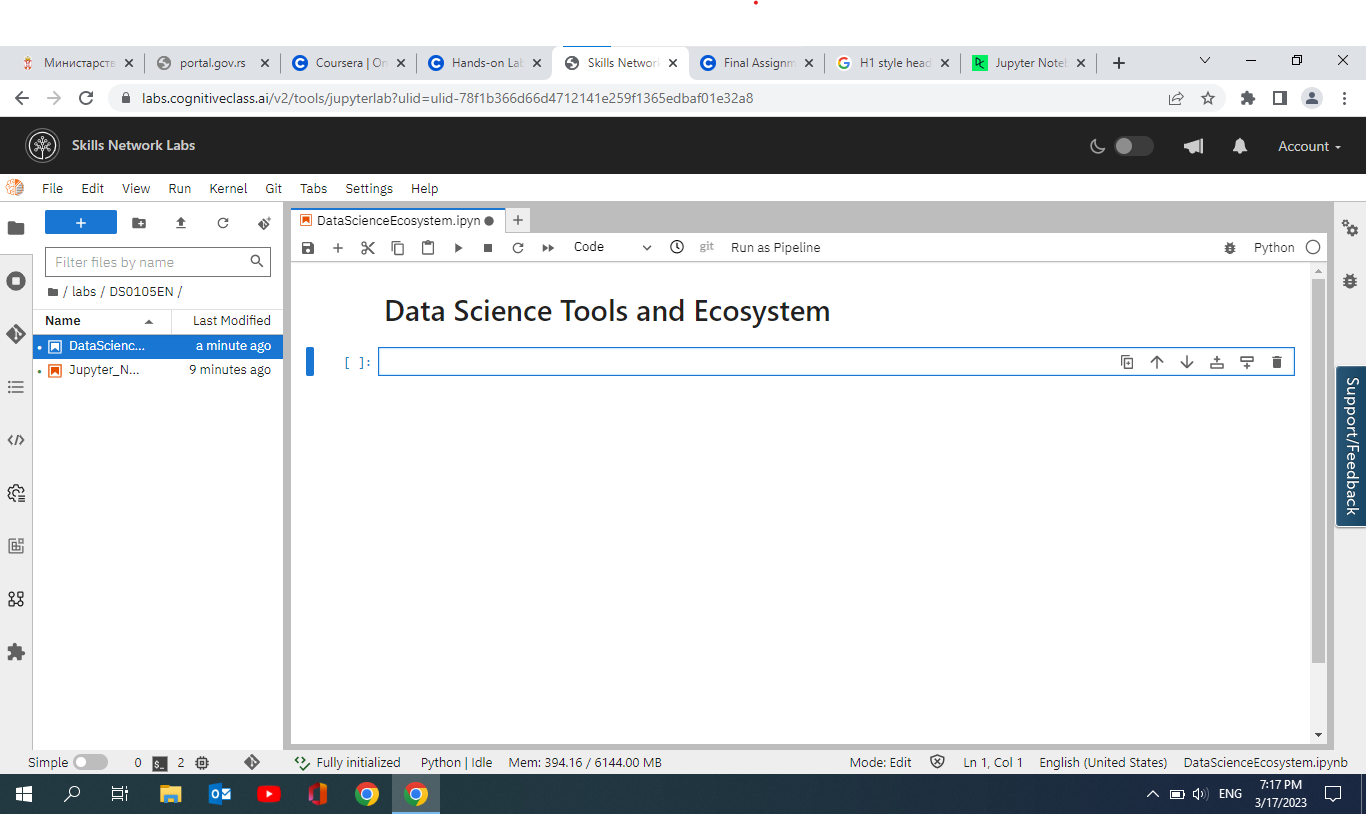 Министарств
portal.gov.rs
Coursera | On
Hands-on Lab
Skills Network
Final Assignm
H1 style head
Jupyter Noteb
labs.cognitiveclass.ai/v2/tools/jupyterlab?ulid=ulid-78f1b366d66d4712141e259f1365edbaf01e32a8
Skills Network Labs
Account
File Edit View Run Kernel Git Tabs Settings Help
DataScienceEcosystem.ipyn
Code
git
Run as Pipeline
Python
Filter files by name
/ labs / DS0105EN /
Name Last Modified
DataScienc... a minute ago
Jupyter_N... 9 minutes ago
Data Science Tools and Ecosystem
[ ]:
Support/Feedback
Simple 0 $_ 2 Fully initialized Python | Idle Mem: 394.16 / 6144.00 MB Mode: Edit Ln 1, Col 1 English (United States) DataScienceEcosystem.ipynb
ENG
7:17 PM
3/17/2023